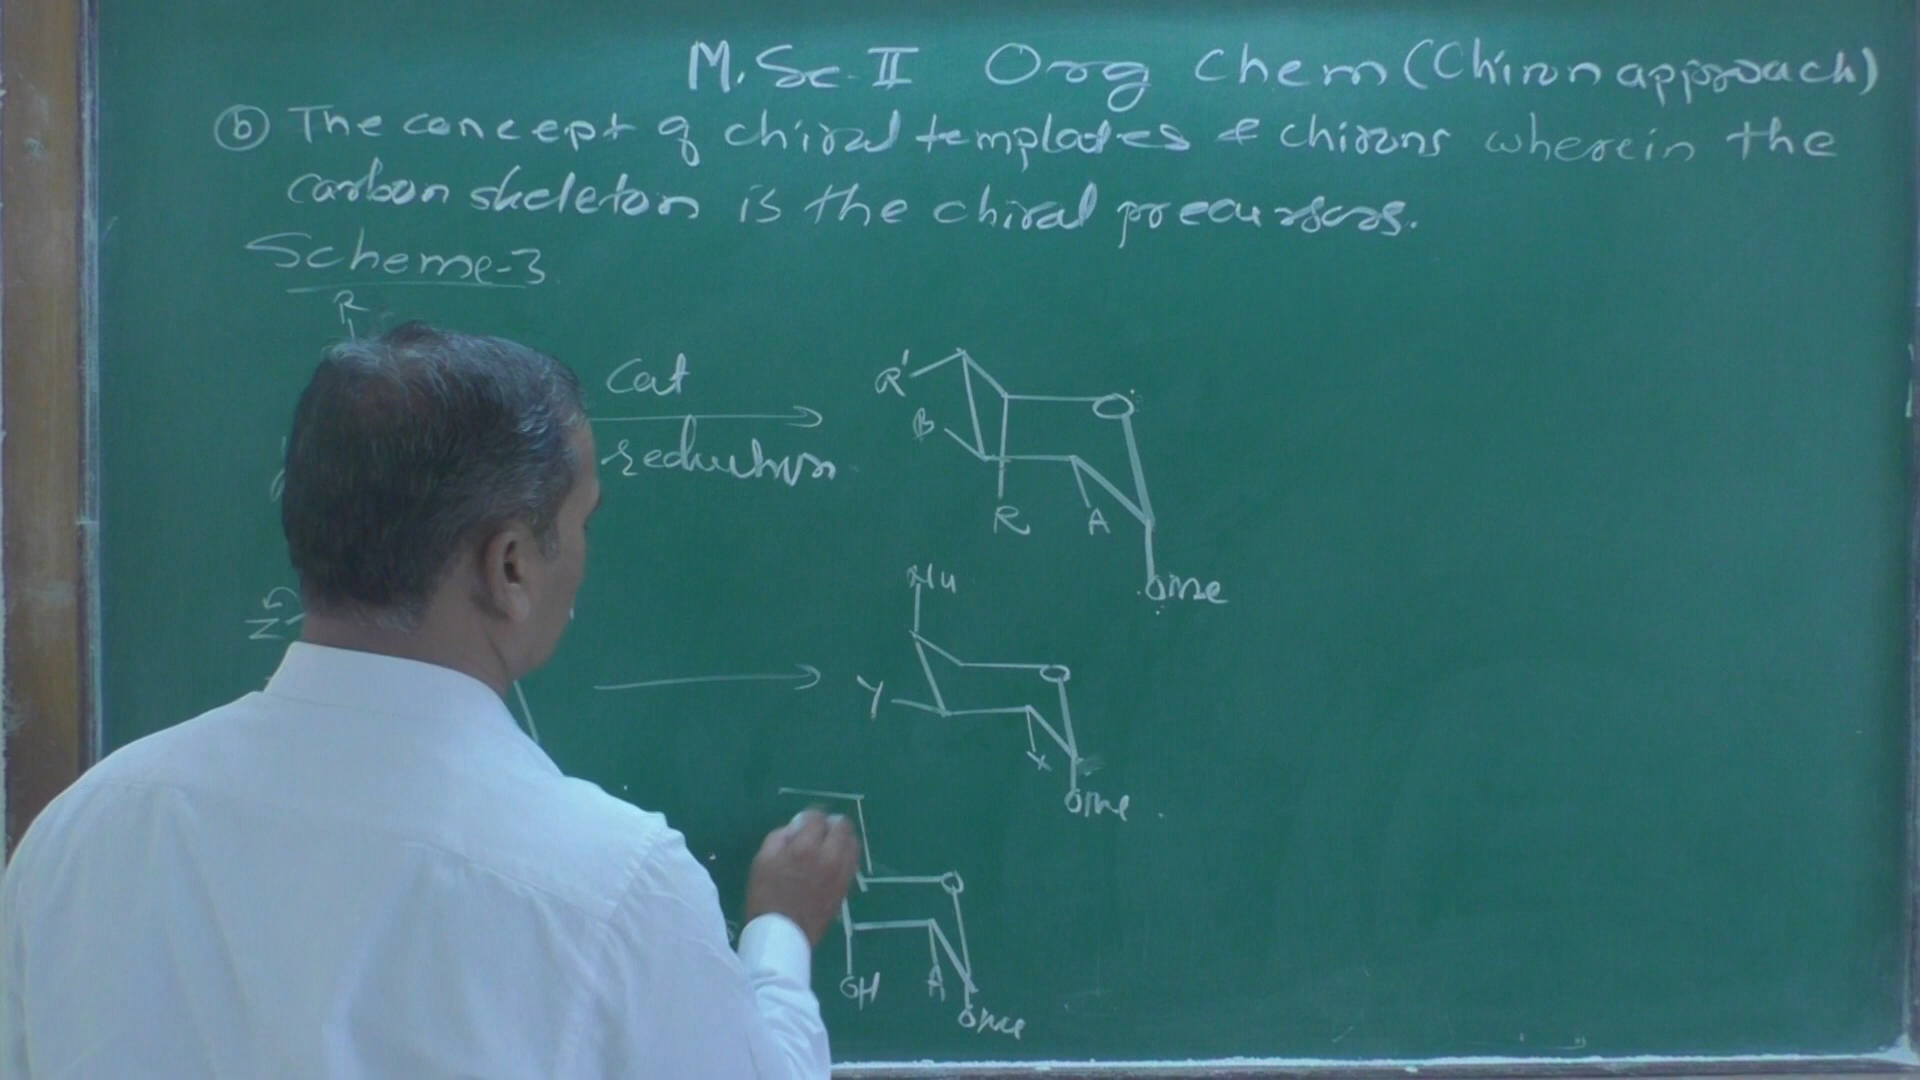 M.Sc-II Org Chem (Chiron approach)
(b) The concept of chiral templates & chirons wherein the
carbon skeleton is the chiral precursors.
Scheme-3
R
Cat
reduction
R'
B
O
R
A
OMe
Nu
O
Y
X
OMe
O
OH
A
OMe